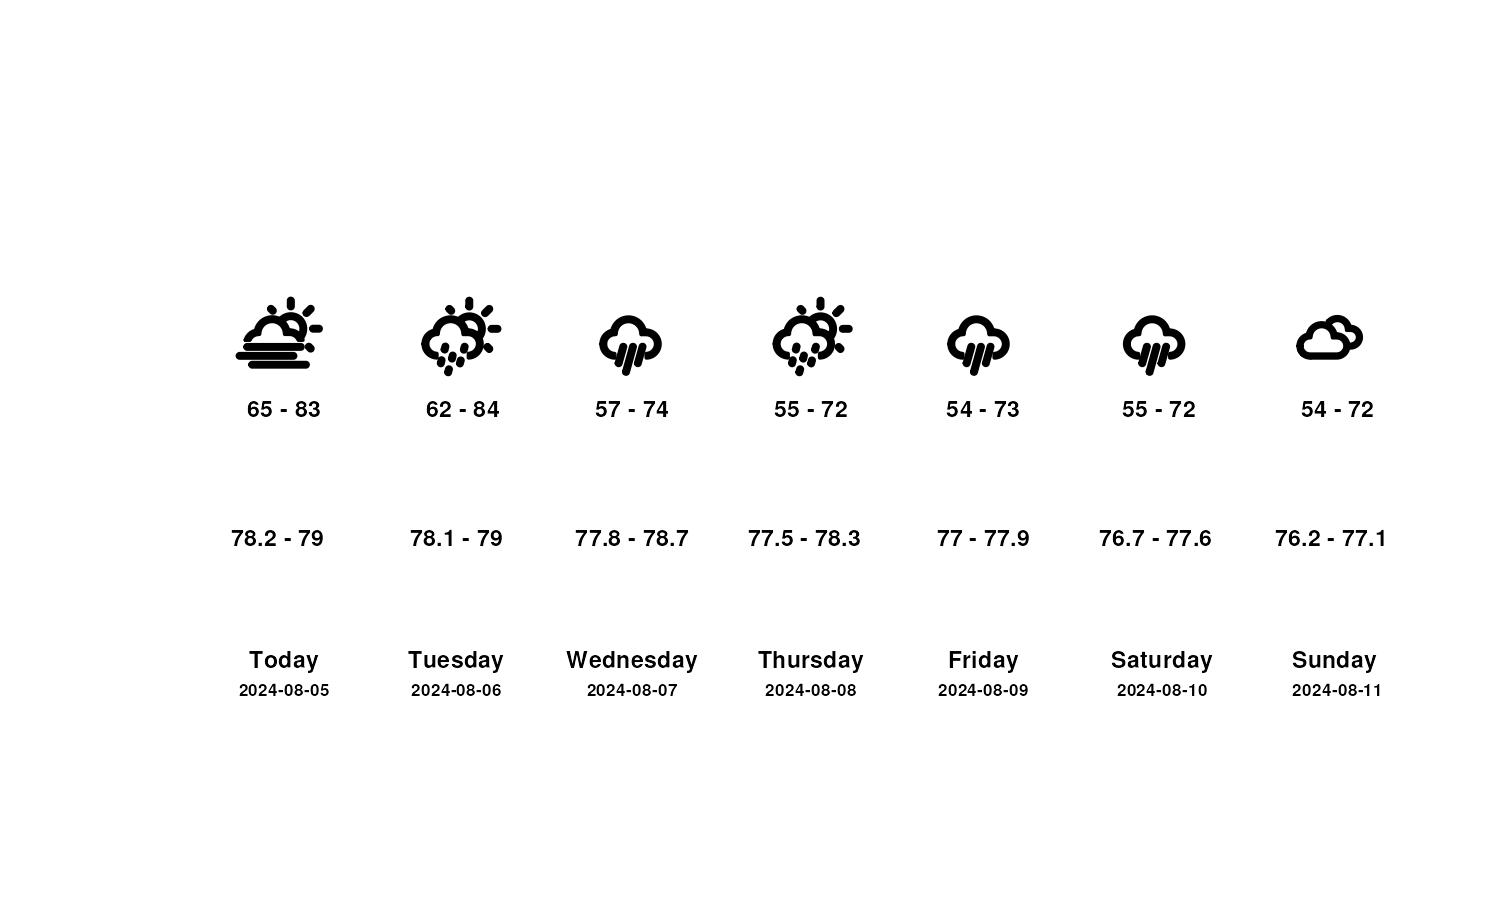 65 - 83 62 - 84 57 - 74 55 - 72 54 - 73 55 - 72 54 - 72
78.2 - 79 78.1 - 79 77.8 - 78.7 77.5 - 78.3 77 - 77.9 76.7 - 77.6 76.2 - 77.1
Today Tuesday Wednesday Thursday Friday Saturday Sunday
2024-08-05 2024-08-06 2024-08-07 2024-08-08 2024-08-09 2024-08-10 2024-08-11